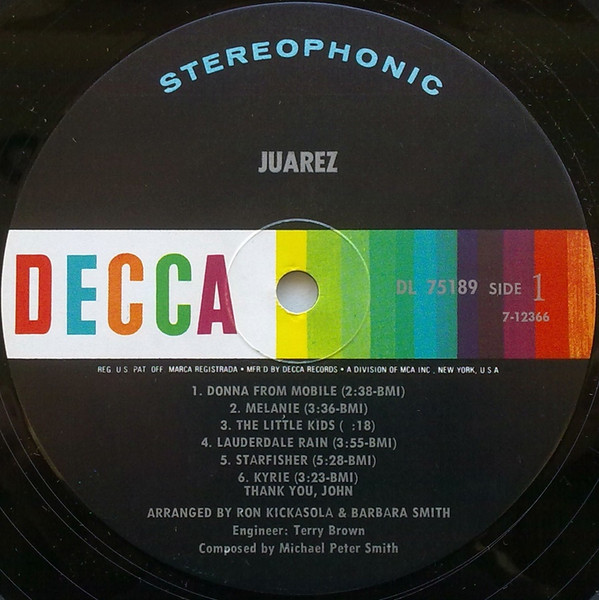 STEREOPHONIC
JUAREZ
DECCA
DL 75189 SIDE 1
7-12366
REG. U S PAT OFF MARCA REGISTRADA • MFR'D BY DECCA RECORDS • A DIVISION OF MCA INC., NEW YORK, U.S.A
1. DONNA FROM MOBILE (2:38-BMI)
2. MELANIE (3:36-BMI)
3. THE LITTLE KIDS ( :18)
4. LAUDERDALE RAIN (3:55-BMI)
5. STARFISHER (5:28-BMI)
6. KYRIE (3:23-BMI)
THANK YOU, JOHN
ARRANGED BY RON KICKASOLA & BARBARA SMITH
Engineer: Terry Brown
Composed by Michael Peter Smith